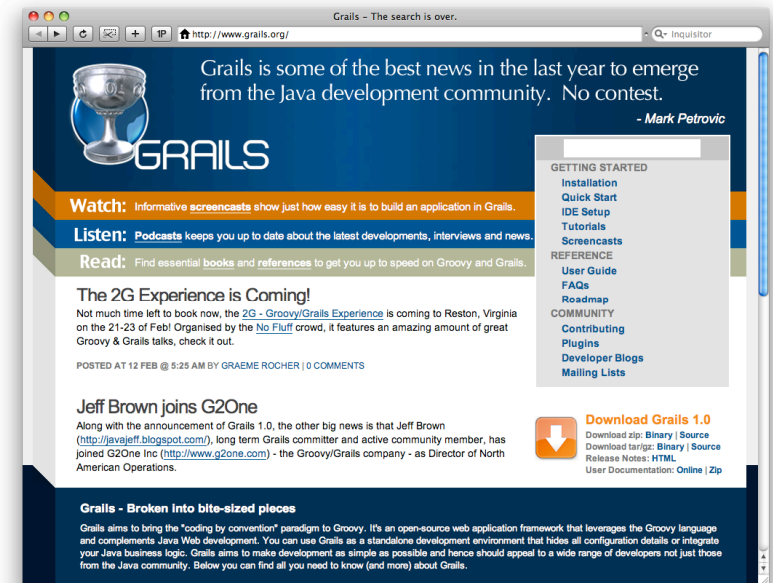 Grails – The search is over.
1P
http://www.grails.org/
Inquisitor
Grails is some of the best news in the last year to emerge
from the Java development community.  No contest.
- Mark Petrovic
GRAILS
Watch: Informative screencasts show just how easy it is to build an application in Grails.
Listen: Podcasts keeps you up to date about the latest developments, interviews and news.
Read: Find essential books and references to get you up to speed on Groovy and Grails.
GETTING STARTED
Installation
Quick Start
IDE Setup
Tutorials
Screencasts
REFERENCE
User Guide
FAQs
Roadmap
COMMUNITY
Contributing
Plugins
Developer Blogs
Mailing Lists
The 2G Experience is Coming!
Not much time left to book now, the 2G - Groovy/Grails Experience is coming to Reston, Virginia
on the 21-23 of Feb! Organised by the No Fluff crowd, it features an amazing amount of great
Groovy & Grails talks, check it out.
POSTED AT 12 FEB @ 5:25 AM BY GRAEME ROCHER | 0 COMMENTS
Jeff Brown joins G2One
Along with the announcement of Grails 1.0, the other big news is that Jeff Brown
(http://javajeff.blogspot.com/), long term Grails committer and active community member, has
joined G2One Inc (http://www.g2one.com) - the Groovy/Grails company - as Director of North
American Operations.
Download Grails 1.0
Download zip: Binary | Source
Download tar/gz: Binary | Source
Release Notes: HTML
User Documentation: Online | Zip
Grails - Broken into bite-sized pieces
Grails aims to bring the "coding by convention" paradigm to Groovy. It's an open-source web application framework that leverages the Groovy language
and complements Java Web development. You can use Grails as a standalone development environment that hides all configuration details or integrate
your Java business logic. Grails aims to make development as simple as possible and hence should appeal to a wide range of developers not just those
from the Java community. Below you can find all you need to know (and more) about Grails.